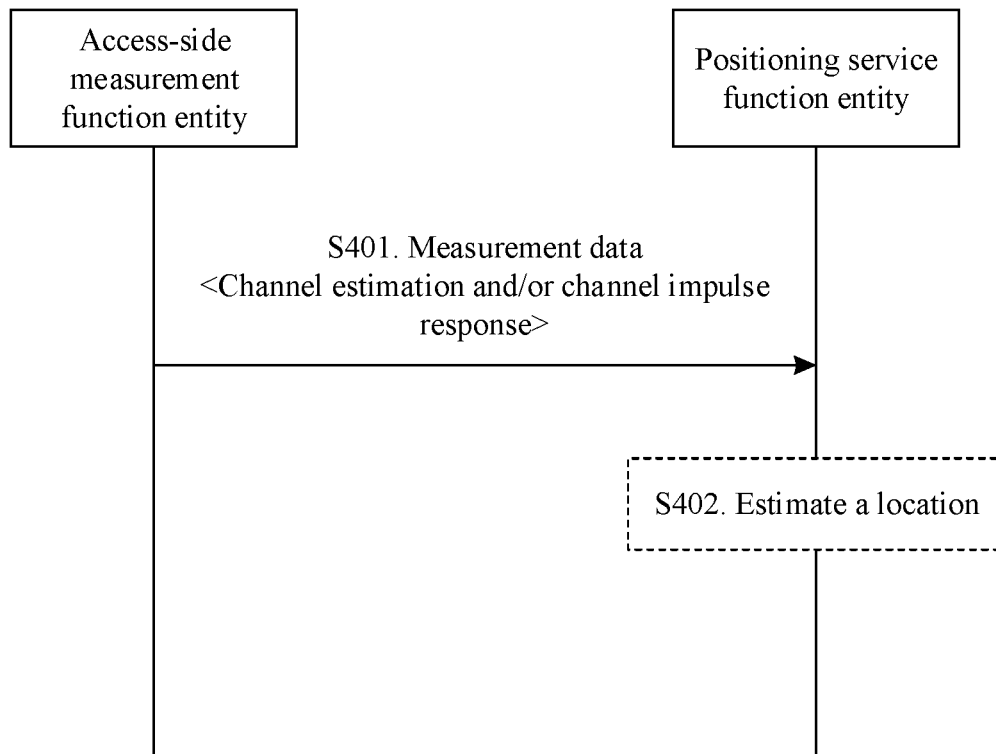 Access-side
measurement
function entity
Positioning service
function entity
S401. Measurement data
<Channel estimation and/or channel impulse
response>
S402. Estimate a location